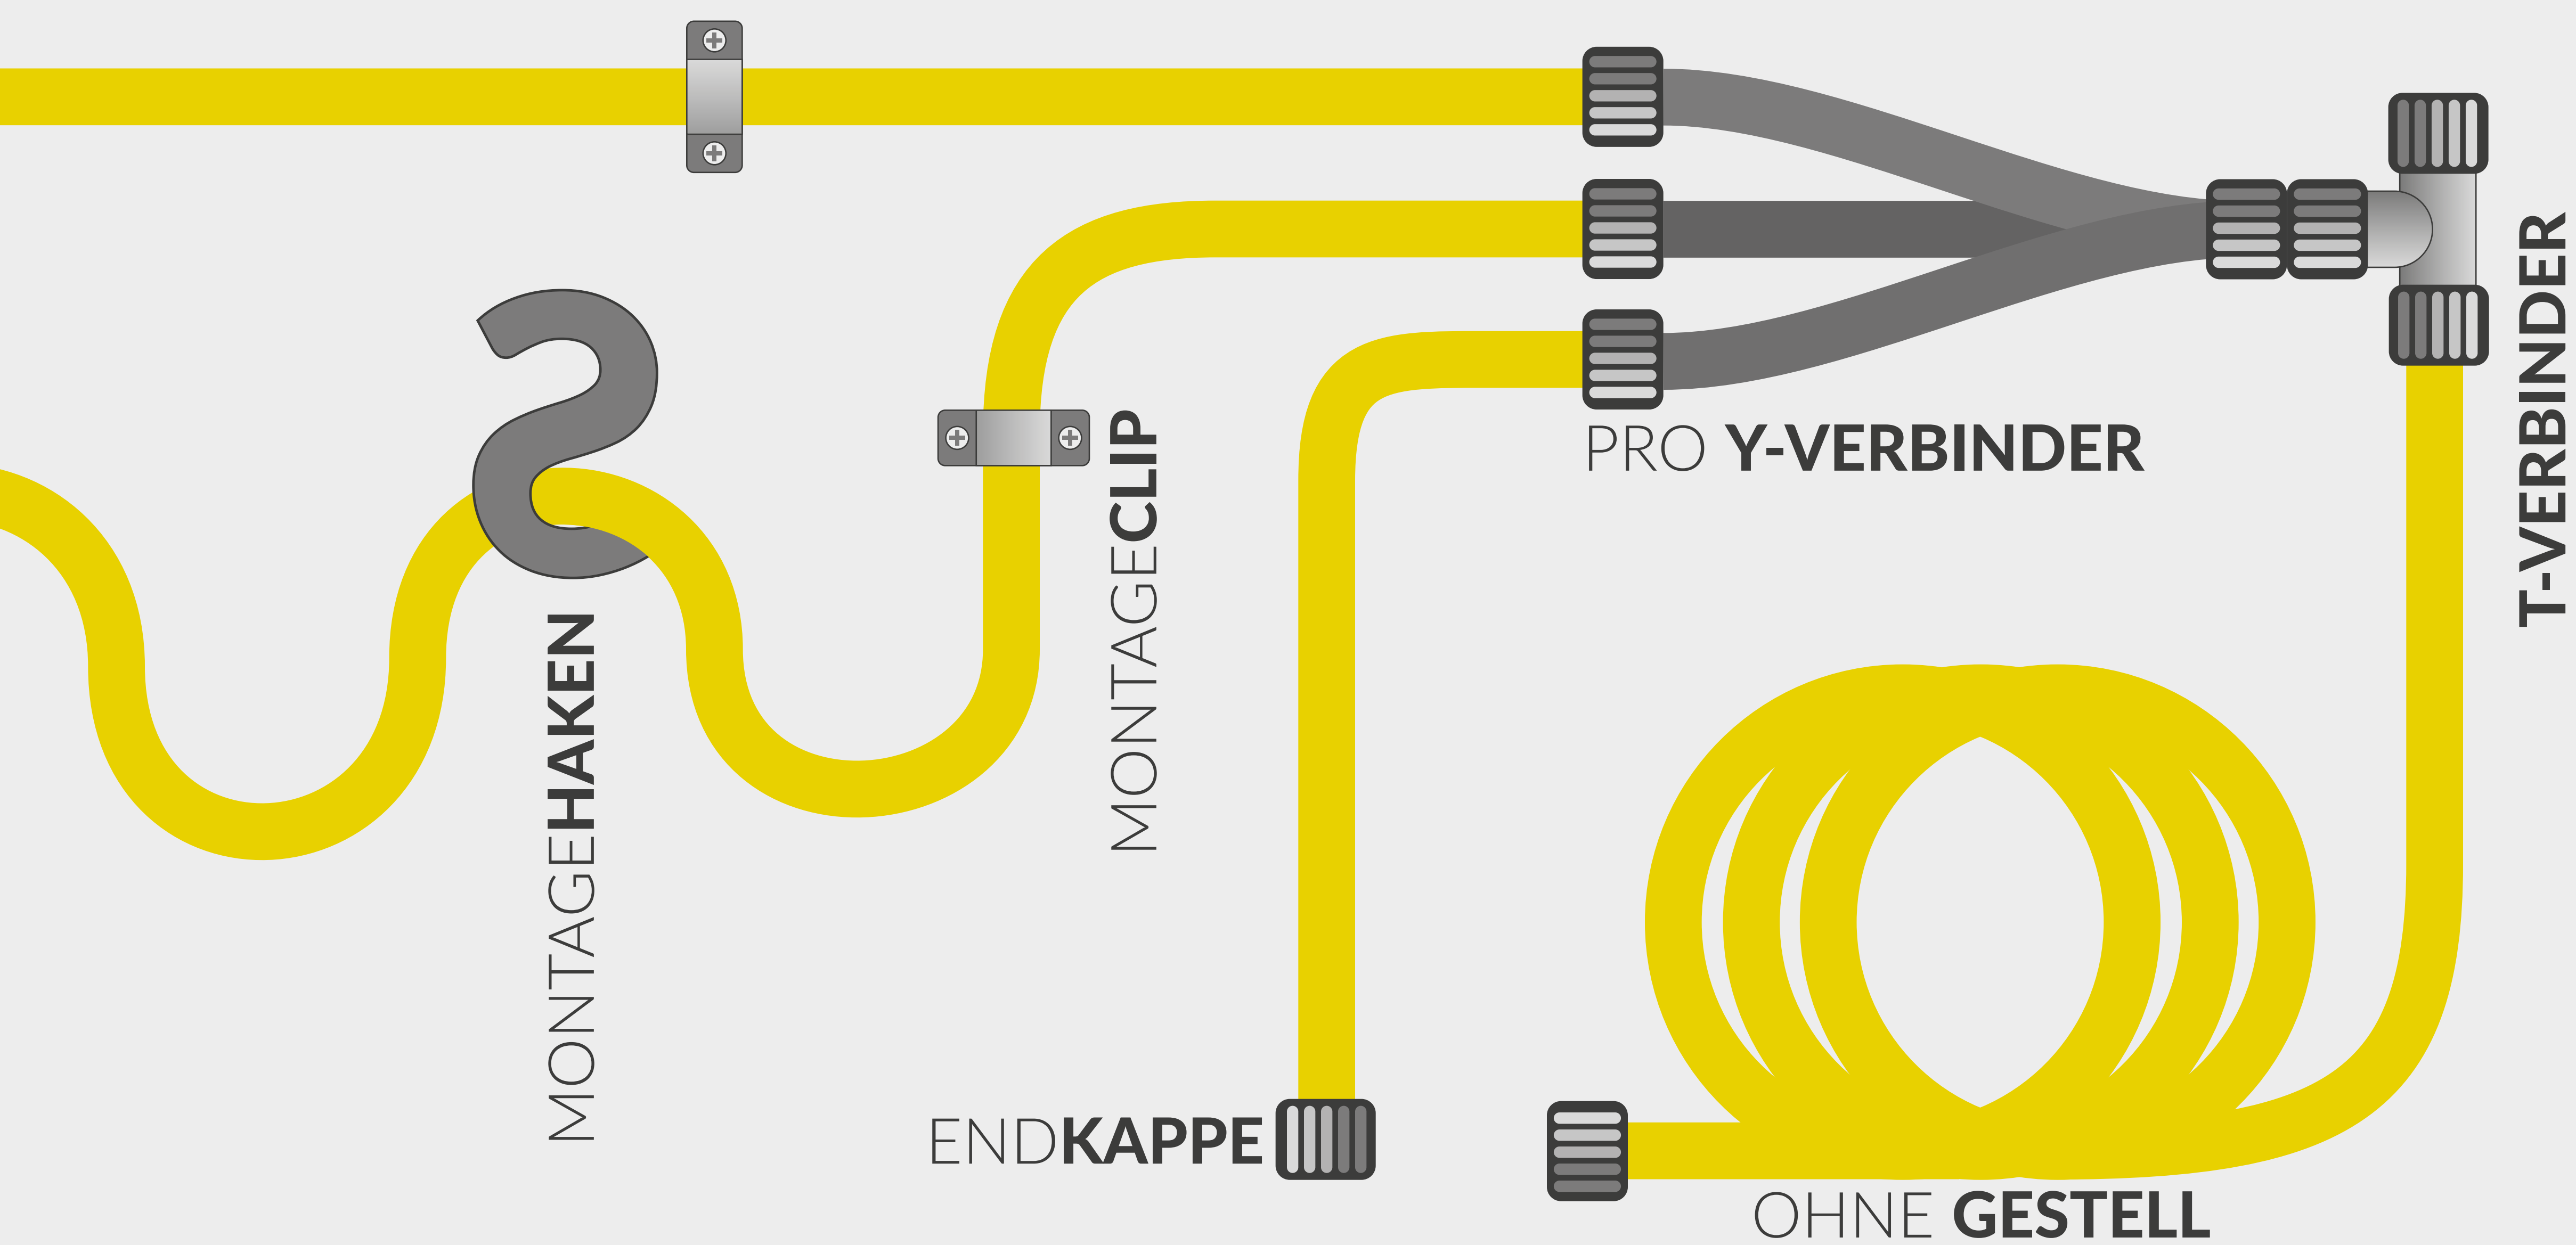 MONTAGEHAKEN
MONTAGECLIP
PRO Y-VERBINDER
T-VERBINDER
ENDKAPPE
OHNE GESTELL